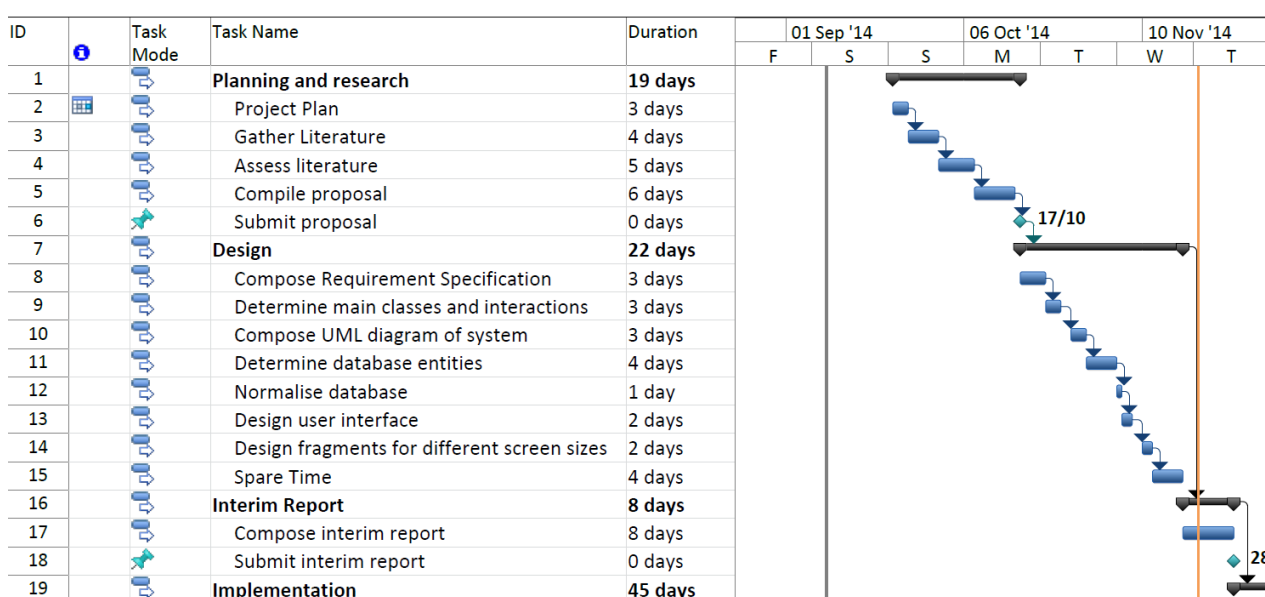 ID Task Mode Task Name Duration 01 Sep '14 06 Oct '14 10 Nov '14
F S S M T W T
1 Planning and research 19 days
2 Project Plan 3 days
3 Gather Literature 4 days
4 Assess literature 5 days
5 Compile proposal 6 days
6 Submit proposal 0 days 17/10
7 Design 22 days
8 Compose Requirement Specification 3 days
9 Determine main classes and interactions 3 days
10 Compose UML diagram of system 3 days
11 Determine database entities 4 days
12 Normalise database 1 day
13 Design user interface 2 days
14 Design fragments for different screen sizes 2 days
15 Spare Time 4 days
16 Interim Report 8 days
17 Compose interim report 8 days
18 Submit interim report 0 days 28
19 Implementation 45 days